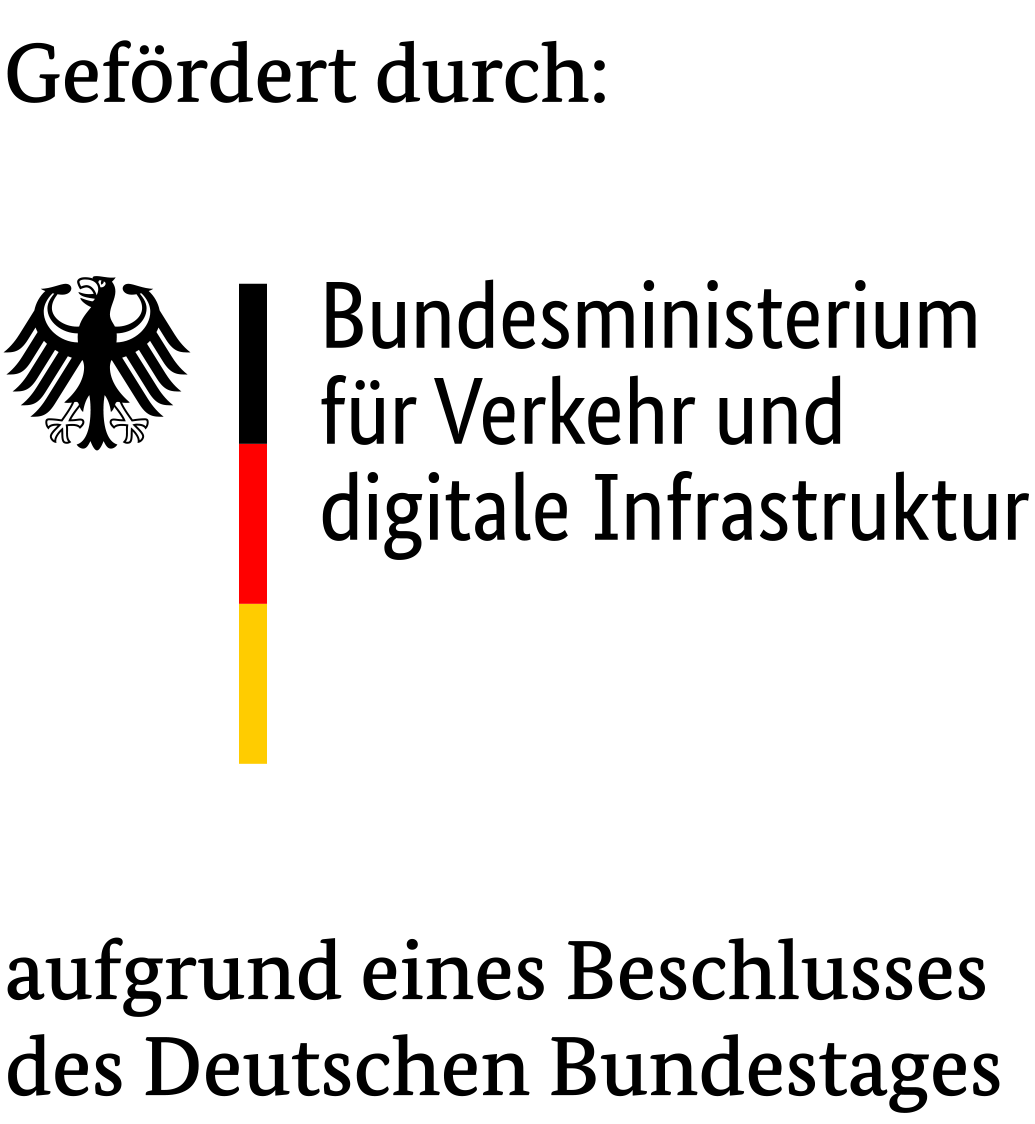 Gefördert durch:
Bundesministerium
für Verkehr und
digitale Infrastruktur
aufgrund eines Beschlusses
des Deutschen Bundestages